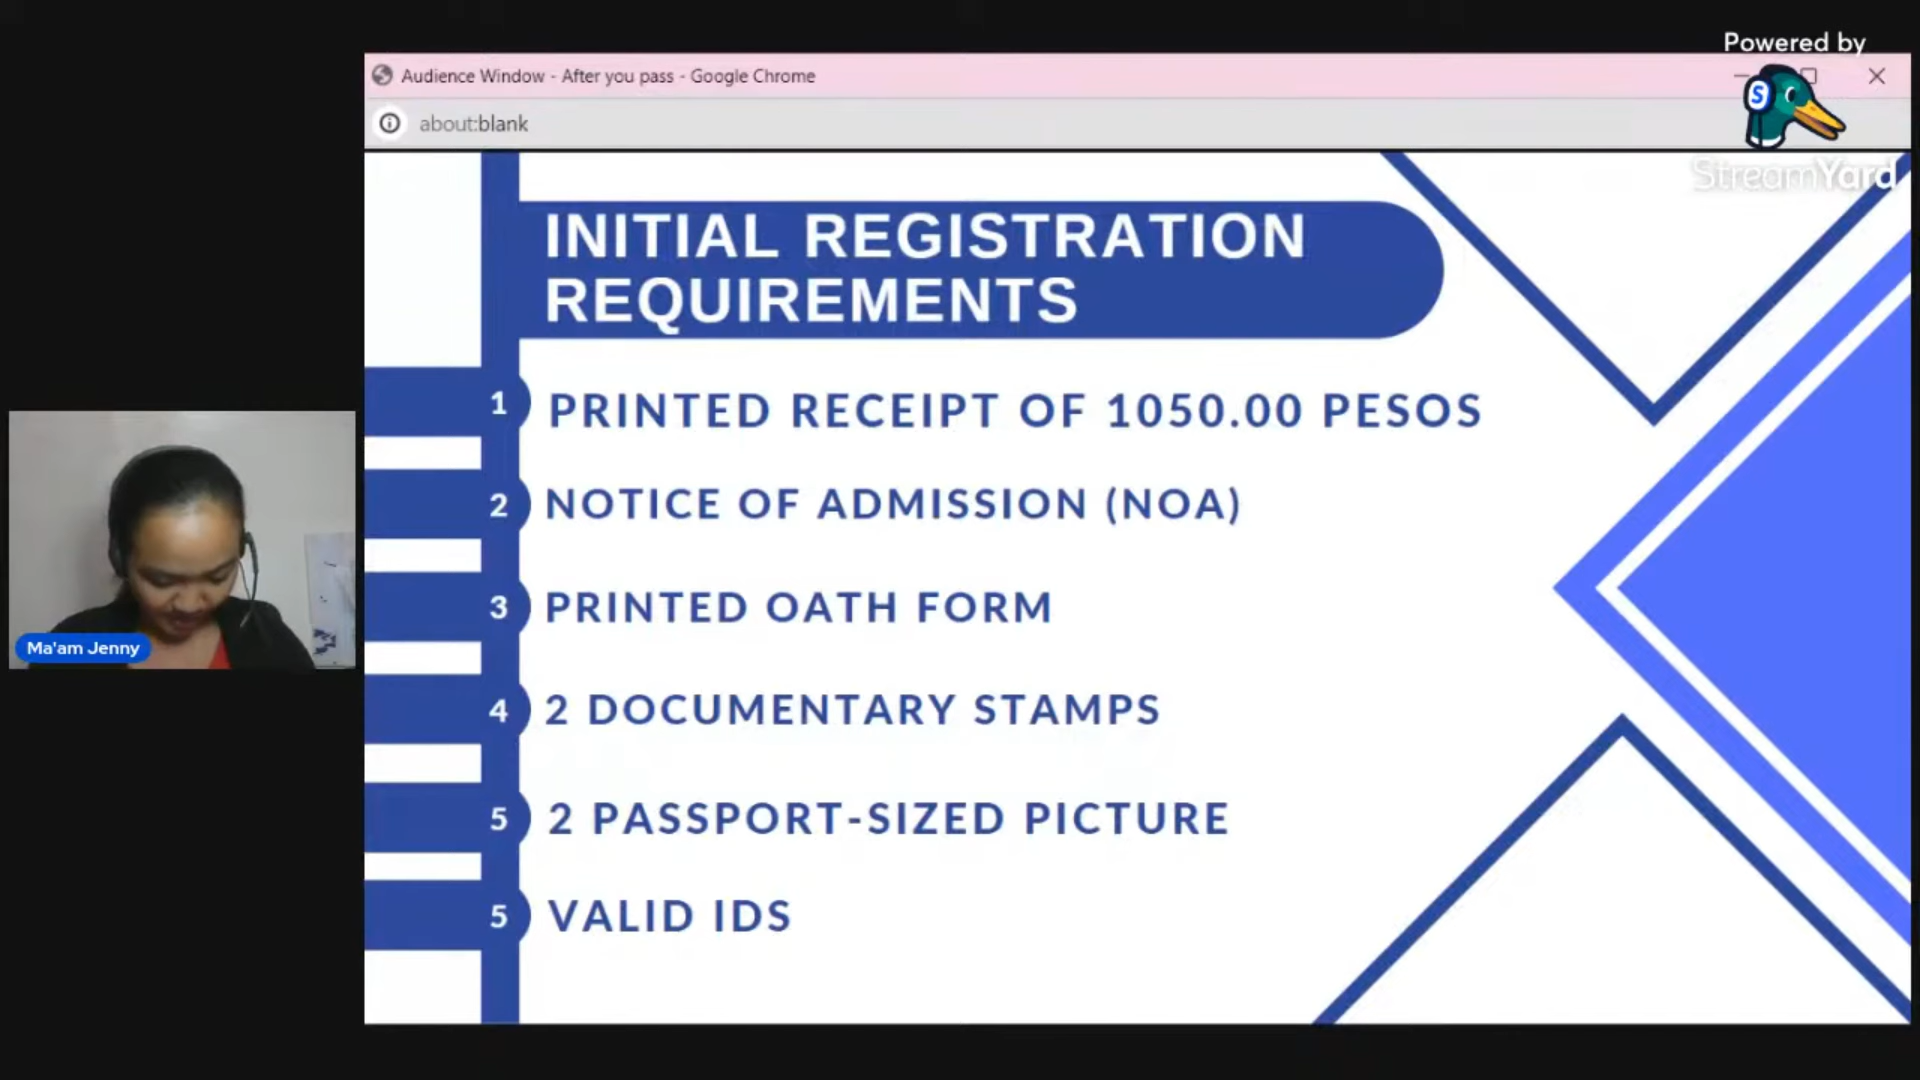 Powered by
Audience Window - After you pass - Google Chrome
about:blank
S
StreamYard
INITIAL REGISTRATION
REQUIREMENTS
1 PRINTED RECEIPT OF 1050.00 PESOS
2 NOTICE OF ADMISSION (NOA)
3 PRINTED OATH FORM
4 2 DOCUMENTARY STAMPS
5 2 PASSPORT-SIZED PICTURE
5 VALID IDS
Ma'am Jenny